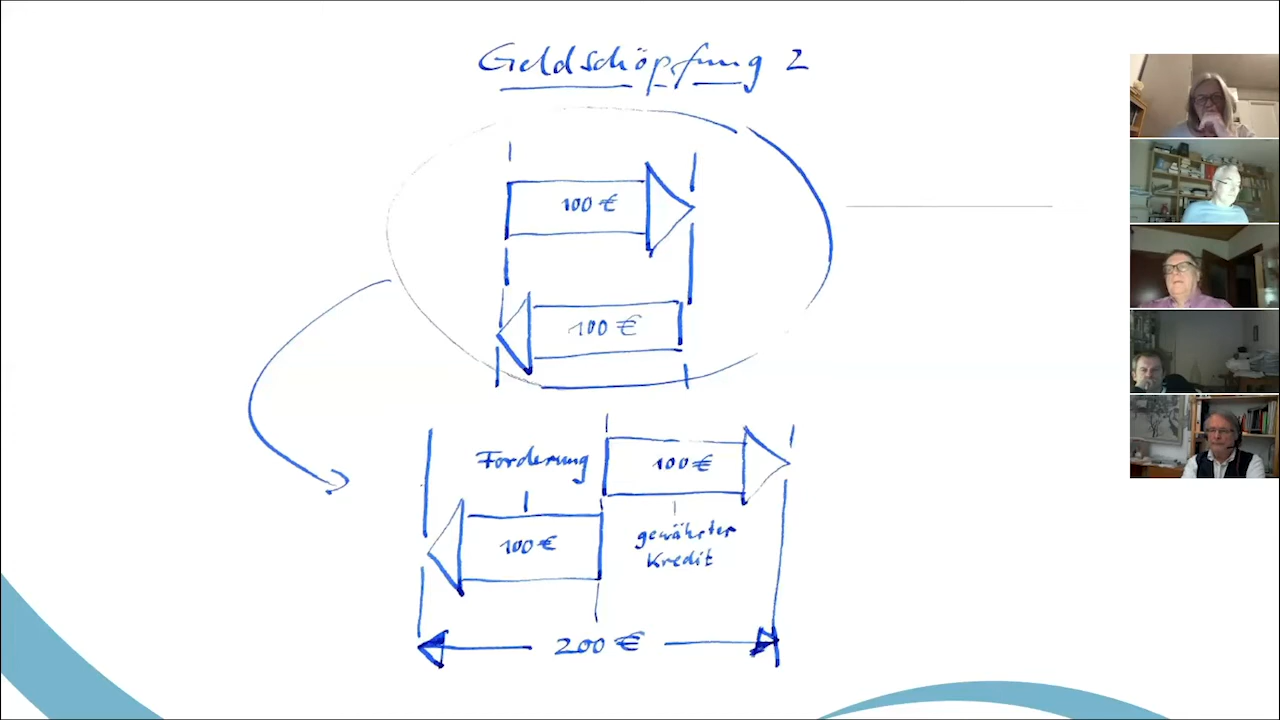 Geldschöpfung 2
100 €
100 €
Forderung
100 €
100 €
gewährter
Kredit
200 €